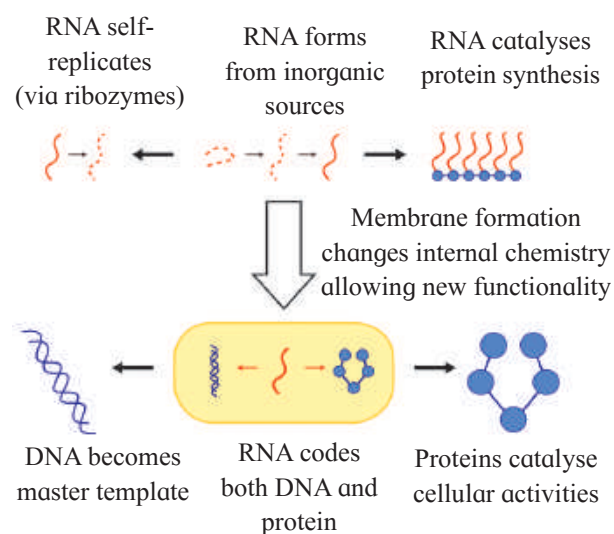 RNA self-
replicates
(via ribozymes)
RNA forms
from inorganic
sources
RNA catalyses
protein synthesis
Membrane formation
changes internal chemistry
allowing new functionality
DNA becomes
master template
RNA codes
both DNA and
protein
Proteins catalyse
cellular activities